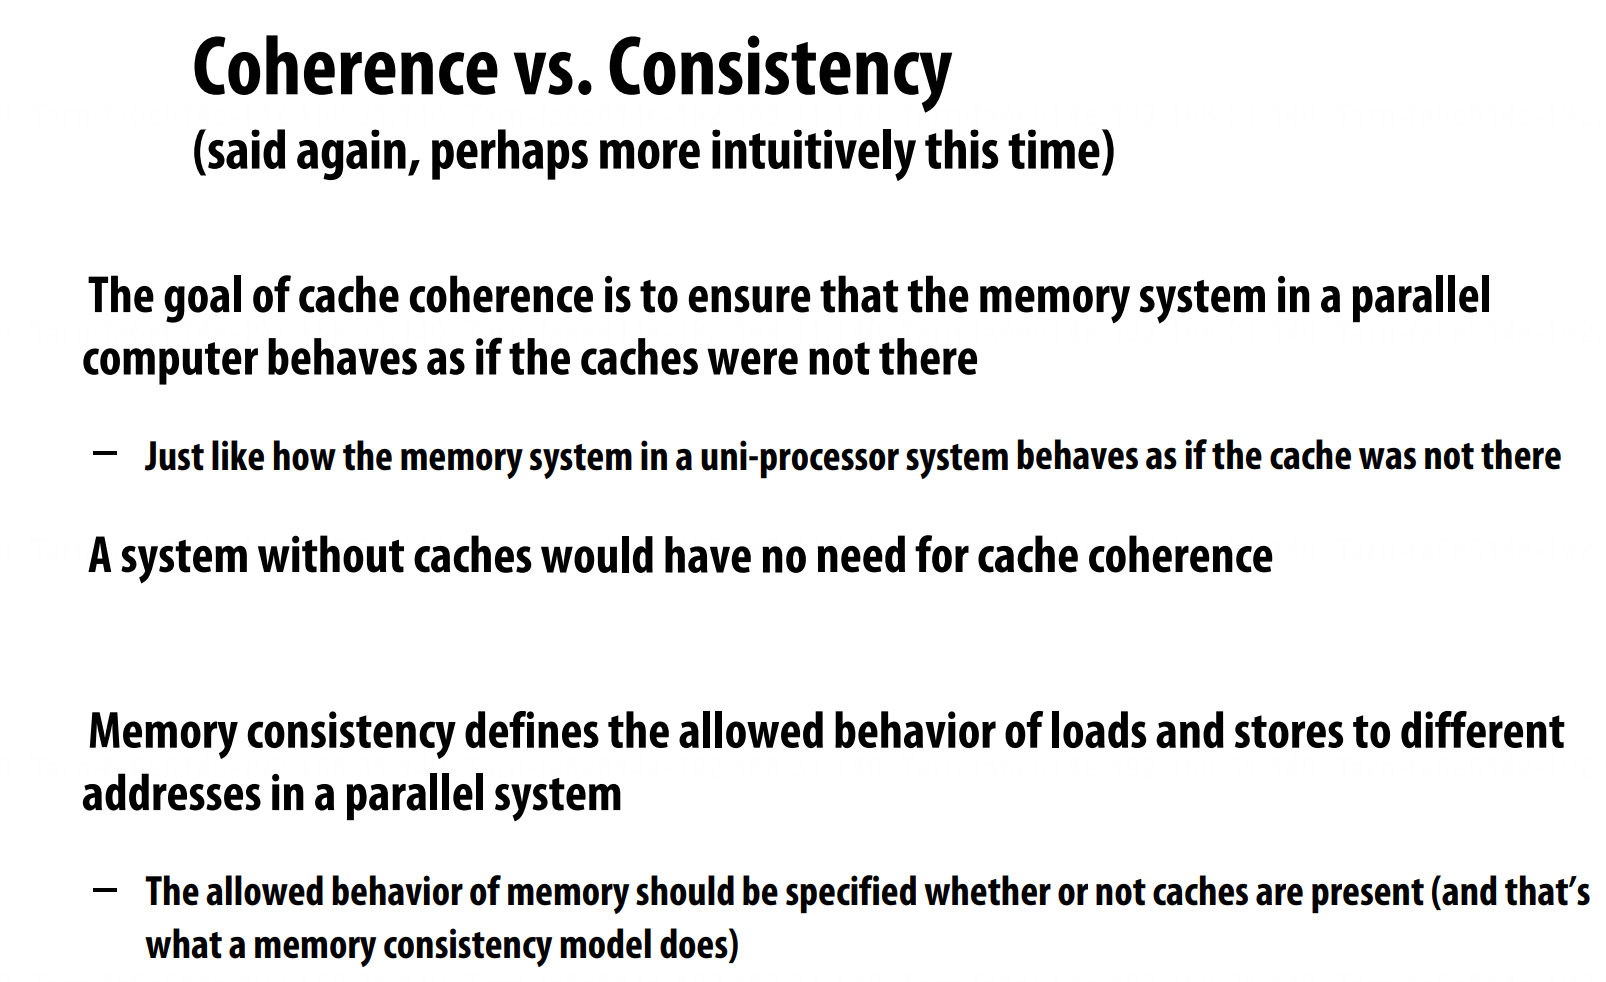 Coherence vs. Consistency
(said again, perhaps more intuitively this time)
The goal of cache coherence is to ensure that the memory system in a parallel
computer behaves as if the caches were not there
– Just like how the memory system in a uni-processor system behaves as if the cache was not there
A system without caches would have no need for cache coherence
Memory consistency defines the allowed behavior of loads and stores to different
addresses in a parallel system
– The allowed behavior of memory should be specified whether or not caches are present (and that’s
what a memory consistency model does)